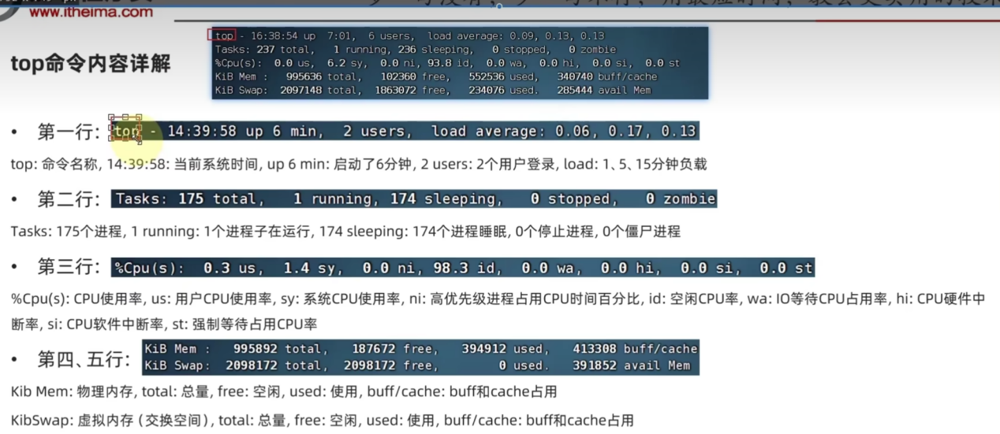 www.itheima.com
top - 16:38:54 up  7:01,  6 users,  load average: 0.09, 0.13, 0.13
Tasks: 237 total,   1 running, 236 sleeping,   0 stopped,   0 zombie
%Cpu(s):  0.0 us,  6.2 sy,  0.0 ni, 93.8 id,  0.0 wa,  0.0 hi,  0.0 si,  0.0 st
KiB Mem :   995636 total,   102360 free,   552536 used,   340740 buff/cache
KiB Swap:  2097148 total,  1863072 free,   234076 used.   285444 avail Mem
top命令内容详解
• 第一行: top - 14:39:58 up 6 min,  2 users,  load average: 0.06, 0.17, 0.13
top: 命令名称, 14:39:58: 当前系统时间, up 6 min: 启动了6分钟, 2 users: 2个用户登录, load: 1、5、15分钟负载
• 第二行: Tasks: 175 total,   1 running, 174 sleeping,   0 stopped,   0 zombie
Tasks: 175个进程, 1 running: 1个进程子在运行, 174 sleeping: 174个进程睡眠, 0个停止进程, 0个僵尸进程
• 第三行: %Cpu(s):  0.3 us,  1.4 sy,  0.0 ni, 98.3 id,  0.0 wa,  0.0 hi,  0.0 si,  0.0 st
%Cpu(s): CPU使用率, us: 用户CPU使用率, sy: 系统CPU使用率, ni: 高优先级进程占用CPU时间百分比, id: 空闲CPU率, wa: IO等待CPU占用率, hi: CPU硬件中
断率, si: CPU软件中断率, st: 强制等待占用CPU率
• 第四、五行: KiB Mem :   995892 total,   187672 free,   394912 used,   413308 buff/cache
KiB Swap:  2098172 total,  2098172 free,        0 used.   391852 avail Mem
Kib Mem: 物理内存, total: 总量, free: 空闲, used: 使用, buff/cache: buff和cache占用
KibSwap: 虚拟内存（交换空间）, total: 总量, free: 空闲, used: 使用, buff/cache: buff和cache占用